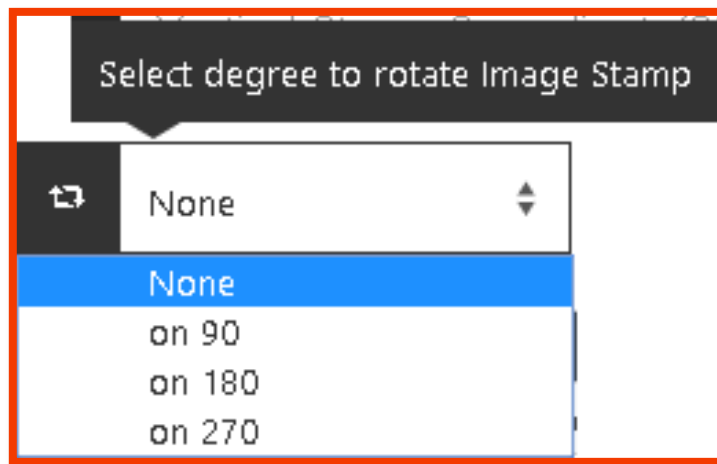 Select degree to rotate Image Stamp
None
None
on 90
on 180
on 270